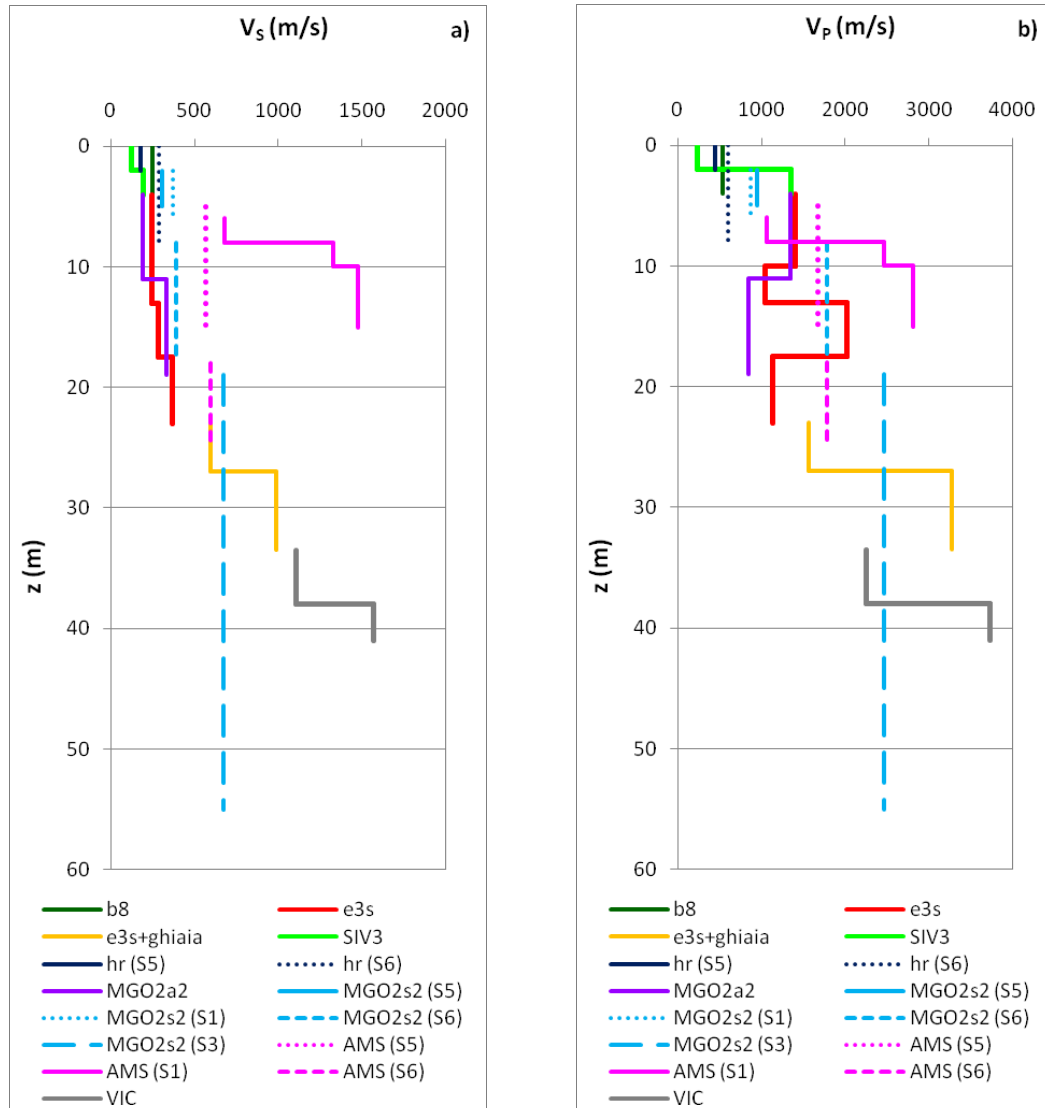 V_S (m/s) a)
0 500 1000 1500 2000
0
10
20
30
40
50
60
z (m)
b8 e3s
e3s+ghiaia SIV3
hr (S5) hr (S6)
MGO2a2 MGO2s2 (S5)
MGO2s2 (S1) MGO2s2 (S6)
MGO2s2 (S3) AMS (S5)
AMS (S1) AMS (S6)
VIC
V_P (m/s) b)
0 1000 2000 3000 4000
0
10
20
30
40
50
60
z (m)
b8 e3s
e3s+ghiaia SIV3
hr (S5) hr (S6)
MGO2a2 MGO2s2 (S5)
MGO2s2 (S1) MGO2s2 (S6)
MGO2s2 (S3) AMS (S5)
AMS (S1) AMS (S6)
VIC